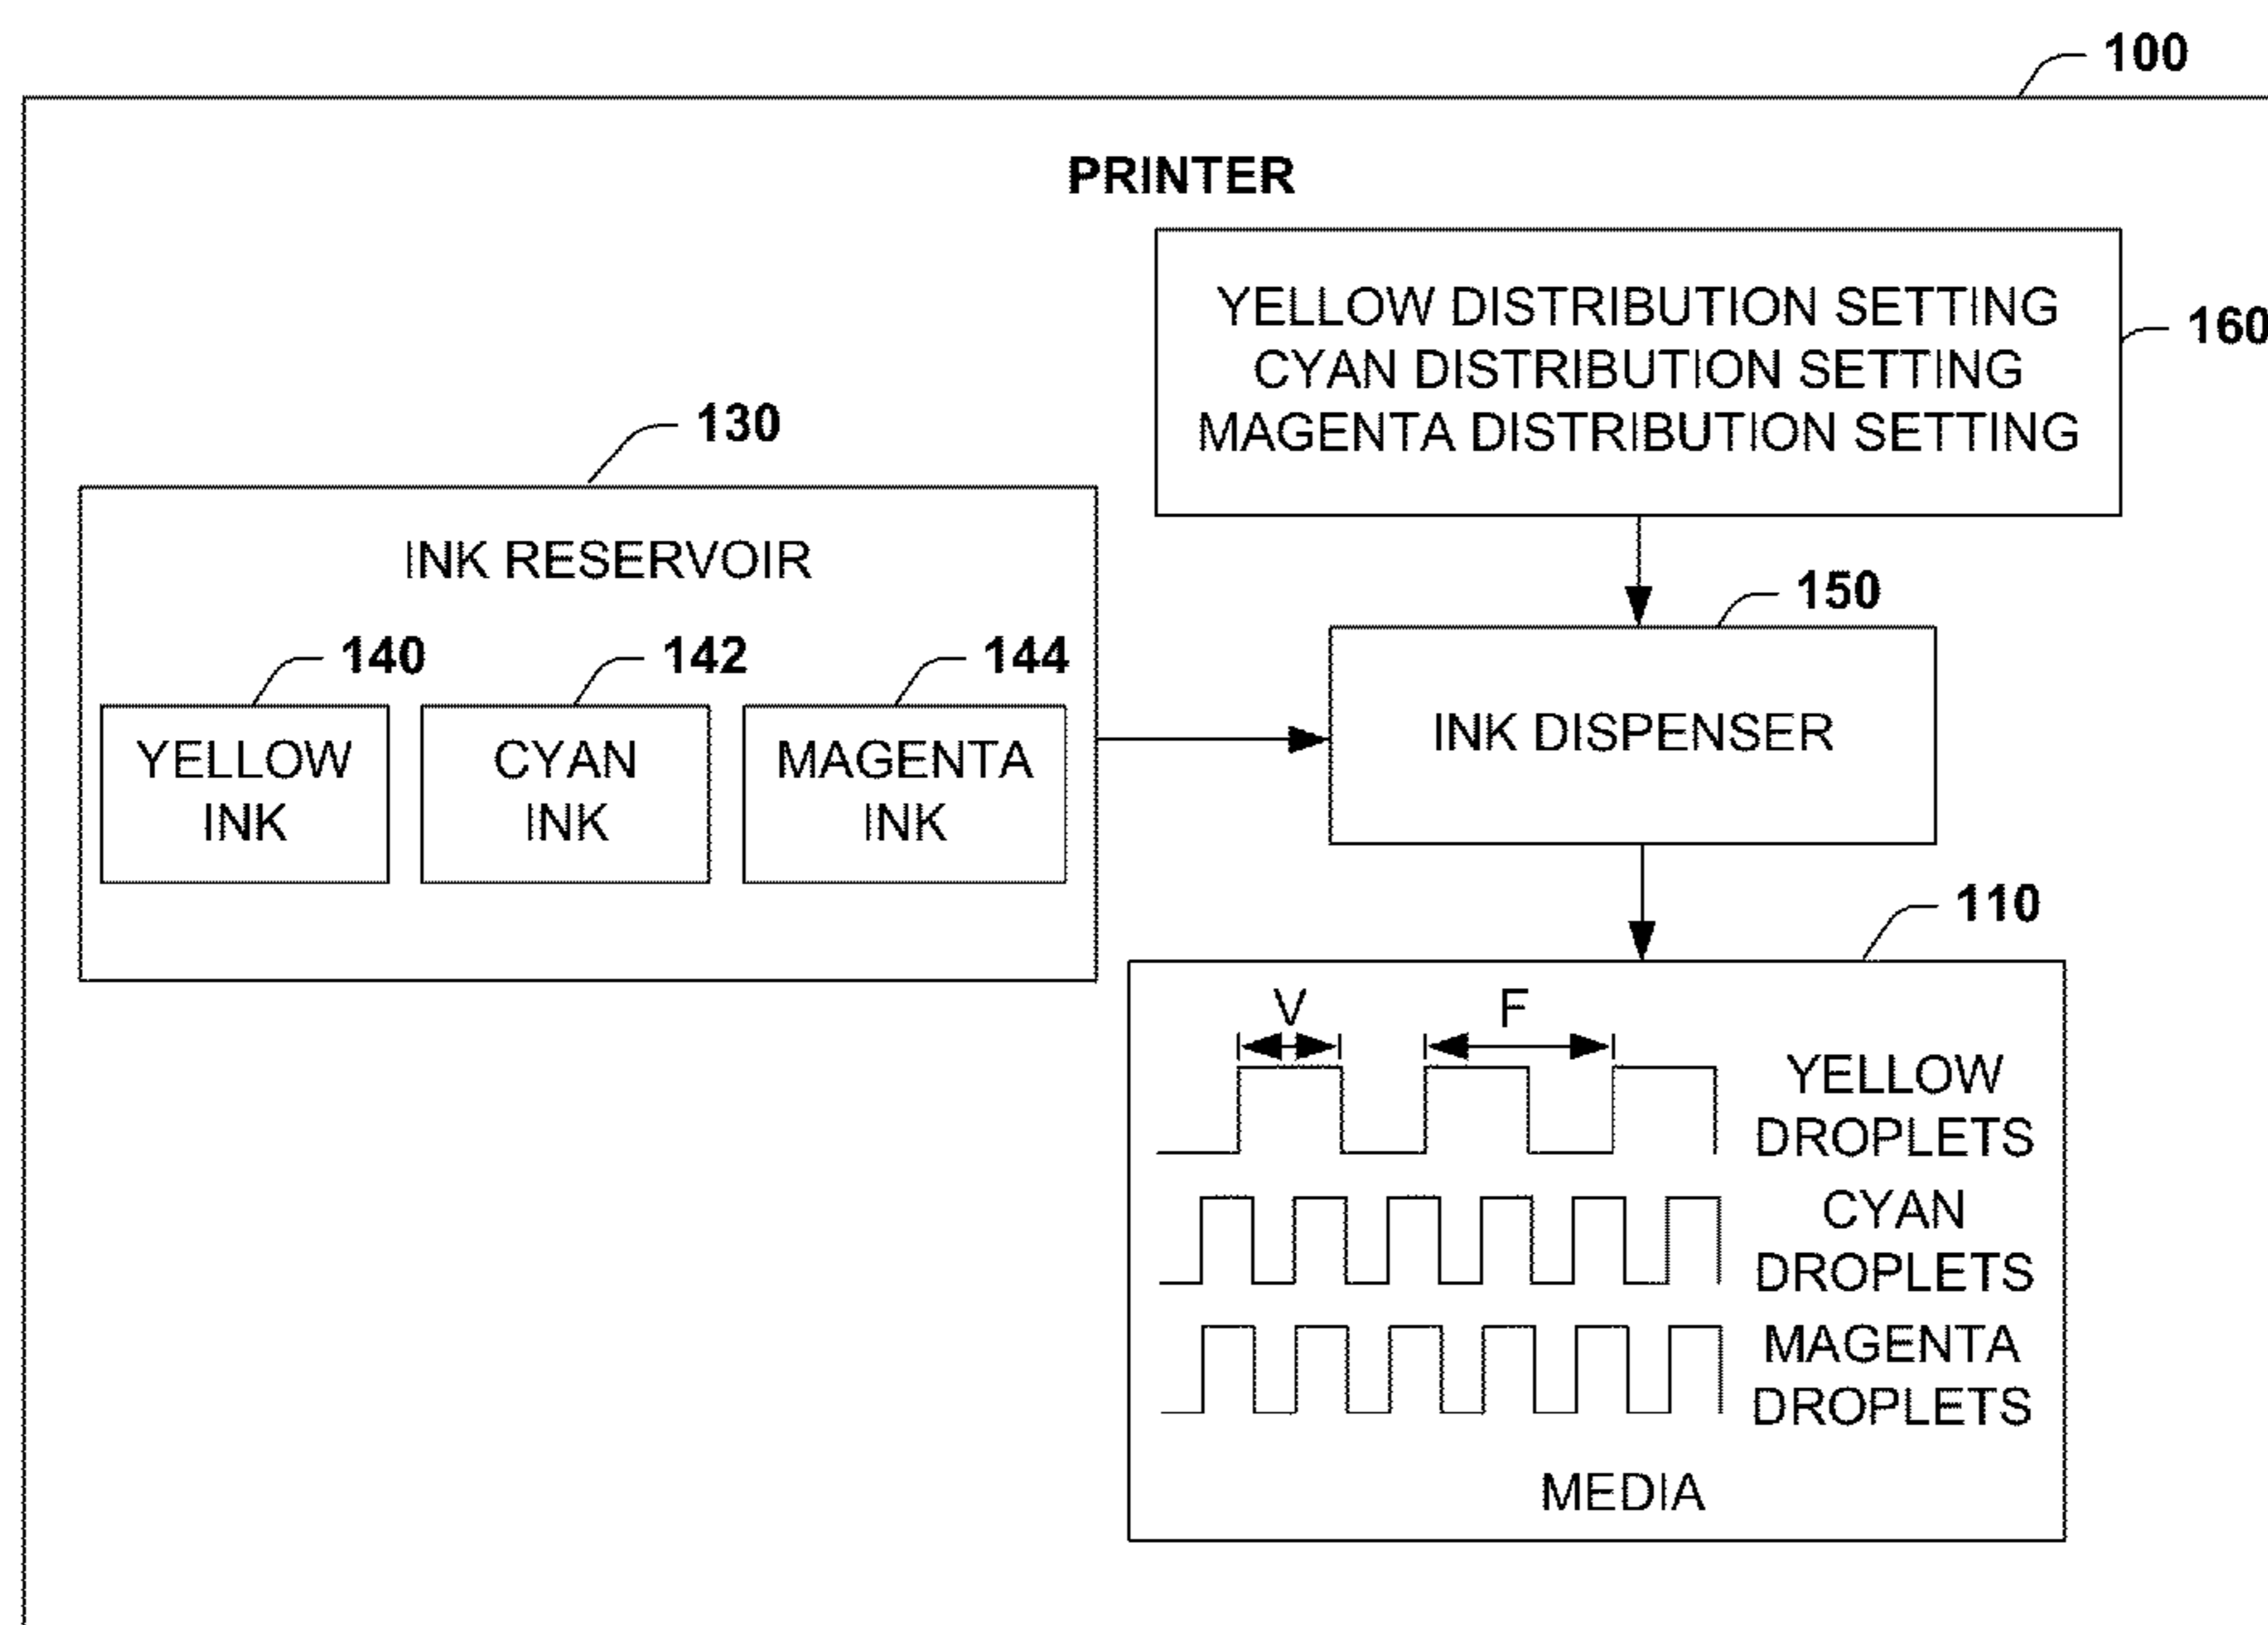 100
PRINTER
YELLOW DISTRIBUTION SETTING
CYAN DISTRIBUTION SETTING
MAGENTA DISTRIBUTION SETTING
160
130
INK RESERVOIR
140
142
144
YELLOW
INK
CYAN
INK
MAGENTA
INK
150
INK DISPENSER
110
V
F
YELLOW
DROPLETS
CYAN
DROPLETS
MAGENTA
DROPLETS
MEDIA